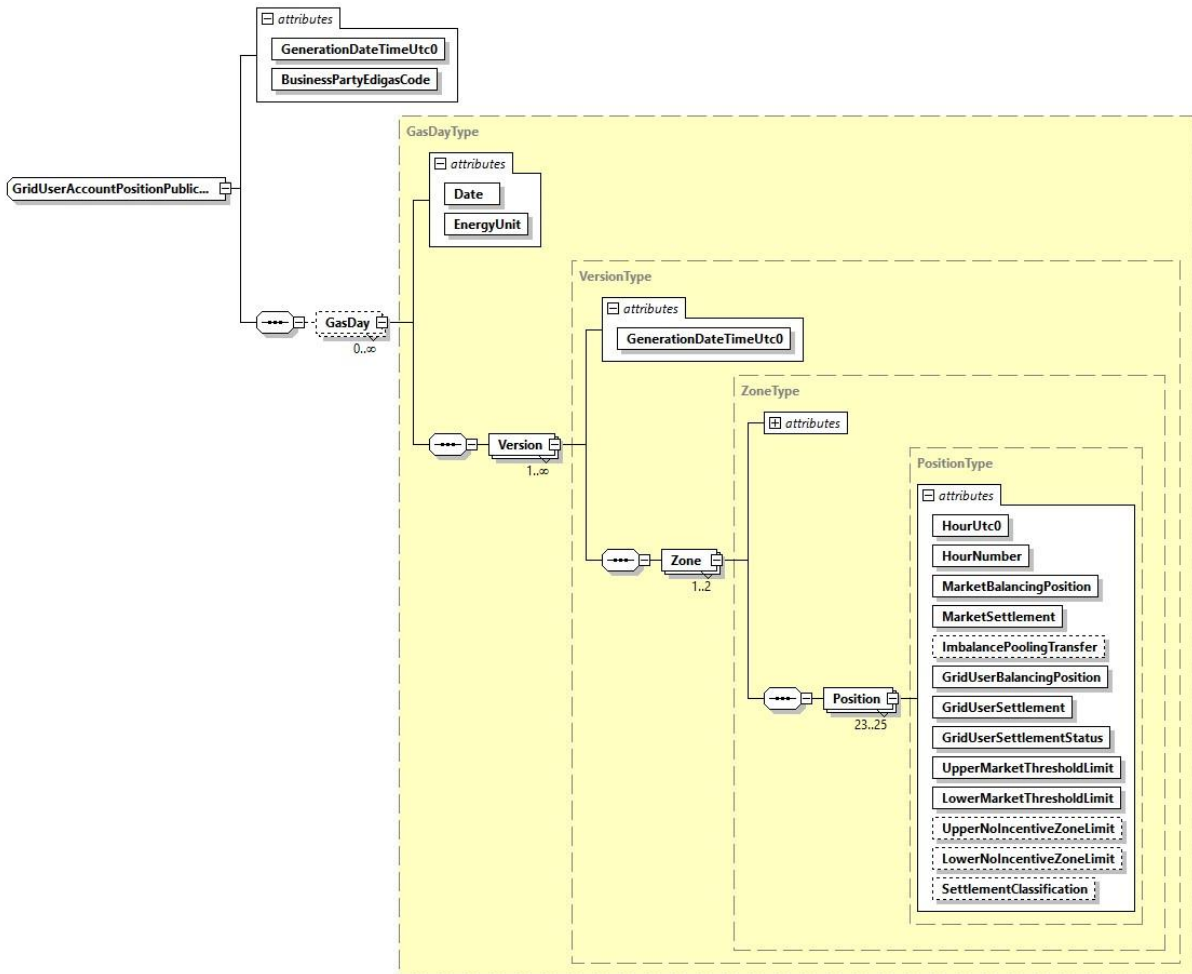 attributes
GenerationDateTimeUtc0
BusinessPartyEdigasCode
GridUserAccountPositionPublic...
GasDayType
attributes
Date
EnergyUnit
GasDay
0..∞
VersionType
attributes
GenerationDateTimeUtc0
Version
1..∞
ZoneType
attributes
Zone
1..2
PositionType
attributes
HourUtc0
HourNumber
MarketBalancingPosition
MarketSettlement
ImbalancePoolingTransfer
GridUserBalancingPosition
GridUserSettlement
GridUserSettlementStatus
UpperMarketThresholdLimit
LowerMarketThresholdLimit
UpperNoIncentiveZoneLimit
LowerNoIncentiveZoneLimit
SettlementClassification
Position
23..25